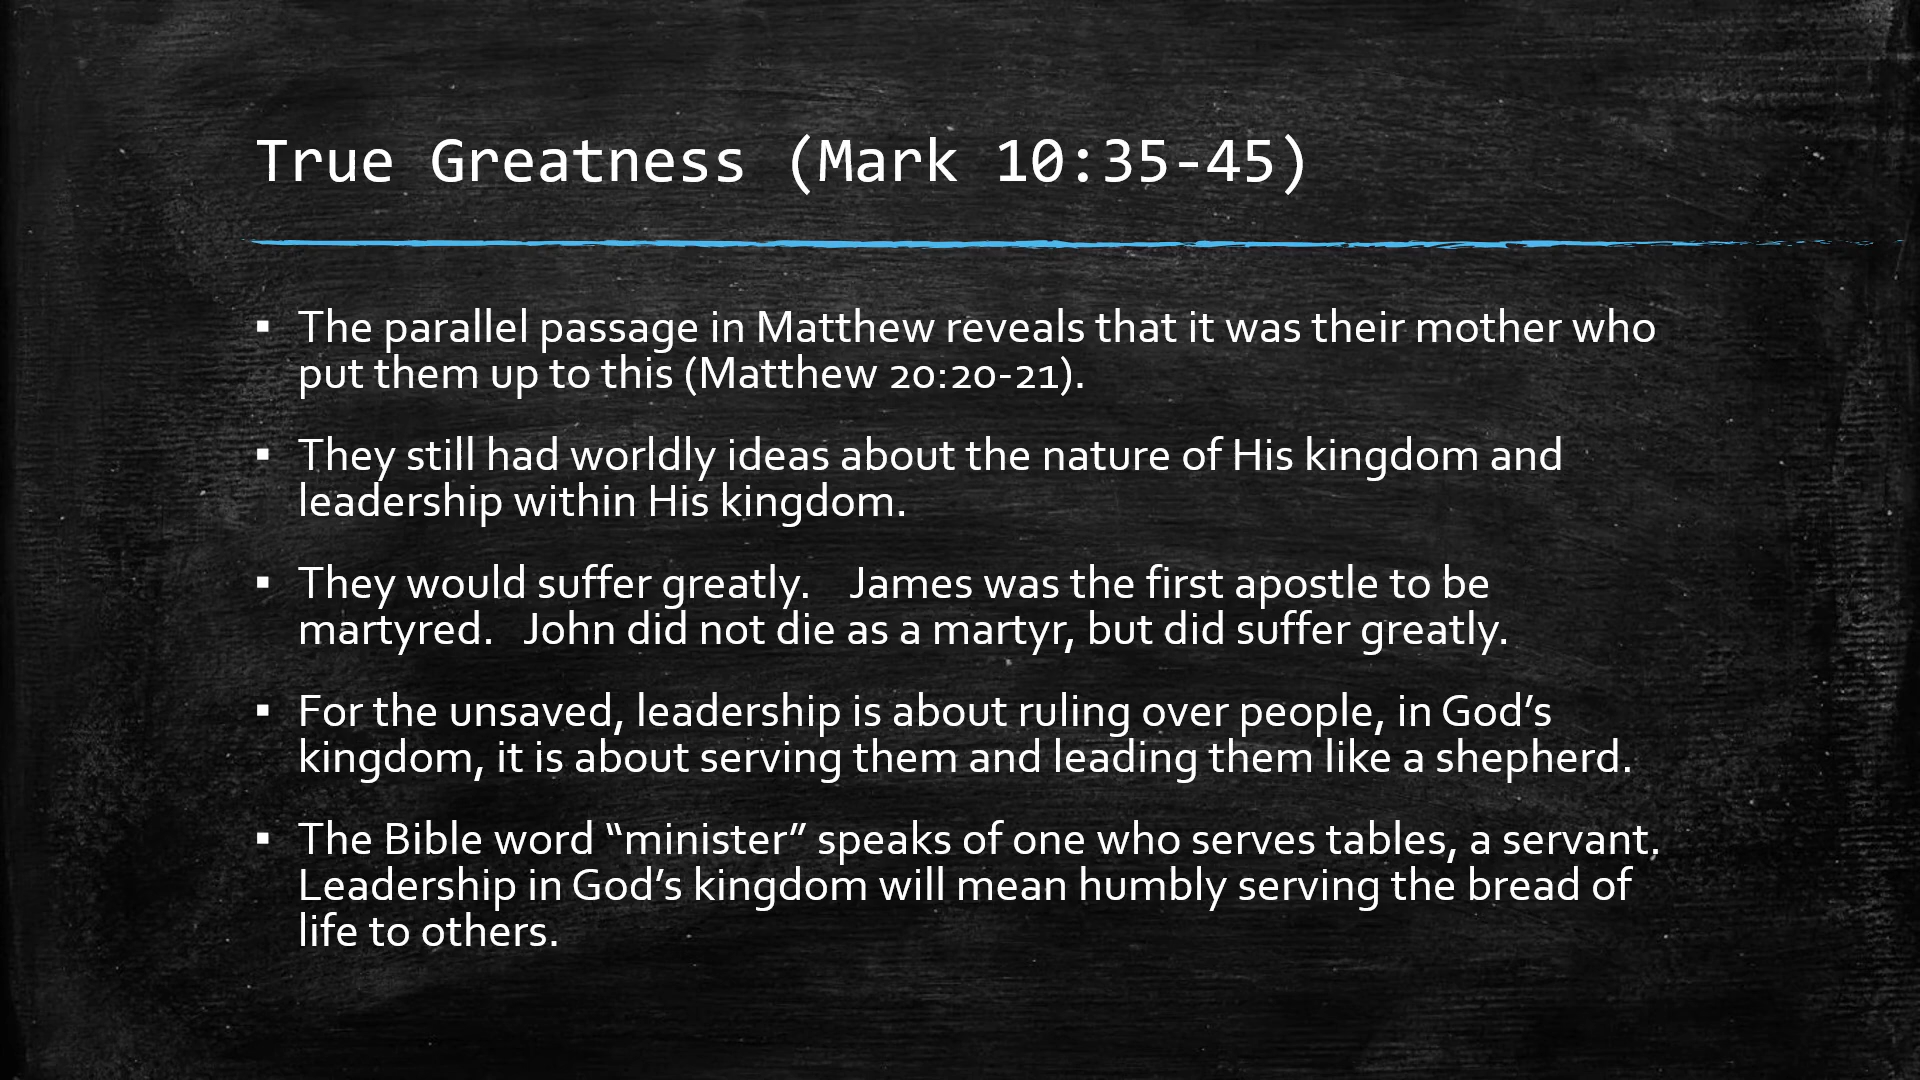 True Greatness (Mark 10:35-45)
▪ The parallel passage in Matthew reveals that it was their mother who
put them up to this (Matthew 20:20-21).
▪ They still had worldly ideas about the nature of His kingdom and
leadership within His kingdom.
▪ They would suffer greatly.   James was the first apostle to be
martyred.   John did not die as a martyr, but did suffer greatly.
▪ For the unsaved, leadership is about ruling over people, in God’s
kingdom, it is about serving them and leading them like a shepherd.
▪ The Bible word “minister” speaks of one who serves tables, a servant.
Leadership in God’s kingdom will mean humbly serving the bread of
life to others.